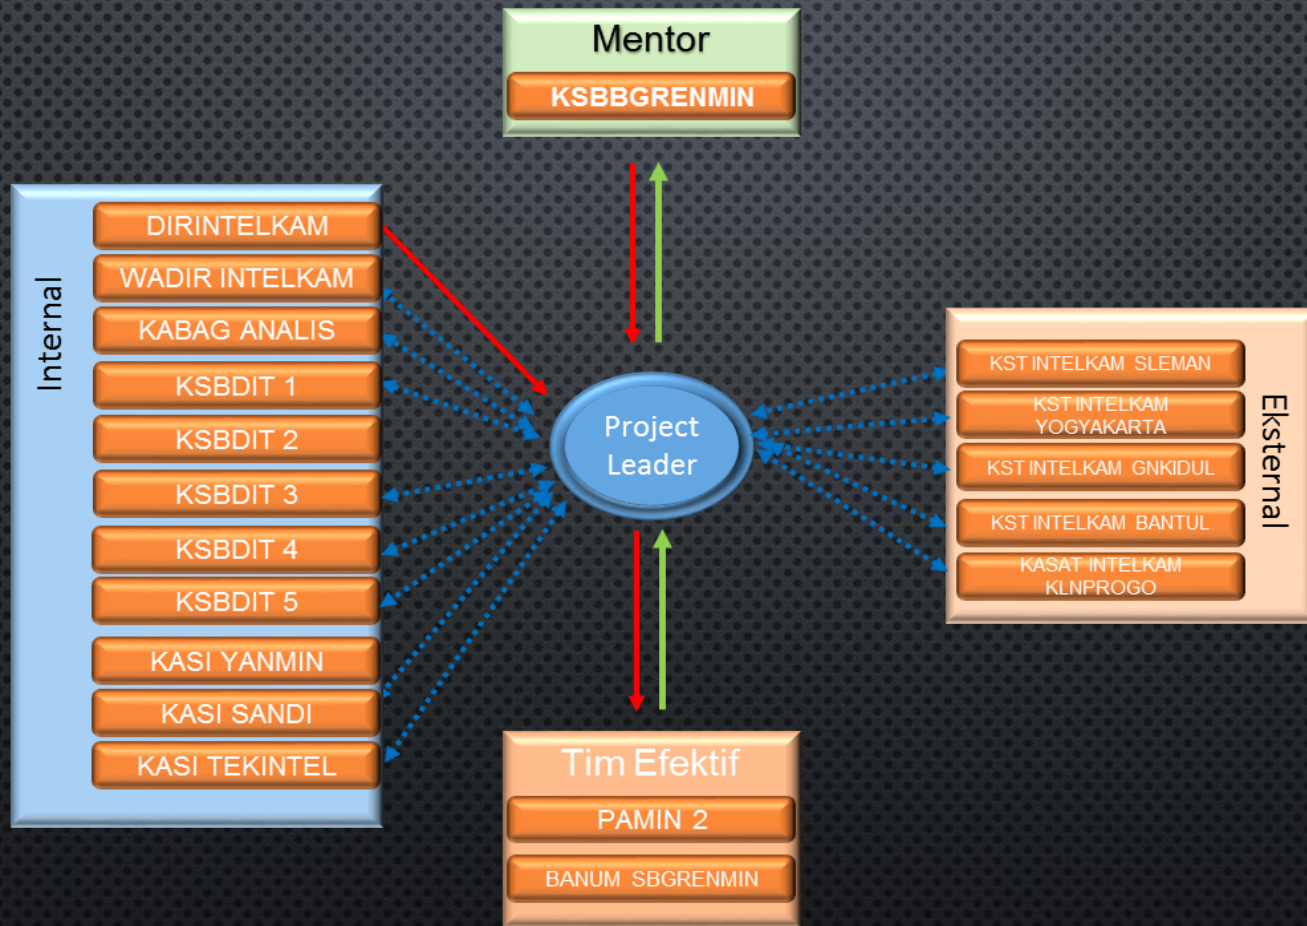 Mentor
KSBBGRENMIN
Internal
DIRINTELKAM
WADIR INTELKAM
KABAG ANALIS
KSBDIT 1
KSBDIT 2
KSBDIT 3
KSBDIT 4
KSBDIT 5
KASI YANMIN
KASI SANDI
KASI TEKINTEL
Project
Leader
KST INTELKAM SLEMAN
KST INTELKAM
YOGYAKARTA
KST INTELKAM GNKIDUL
KST INTELKAM BANTUL
KASAT INTELKAM
KLNPROGO
Eksternal
Tim Efektif
PAMIN 2
BANUM SBGRENMIN